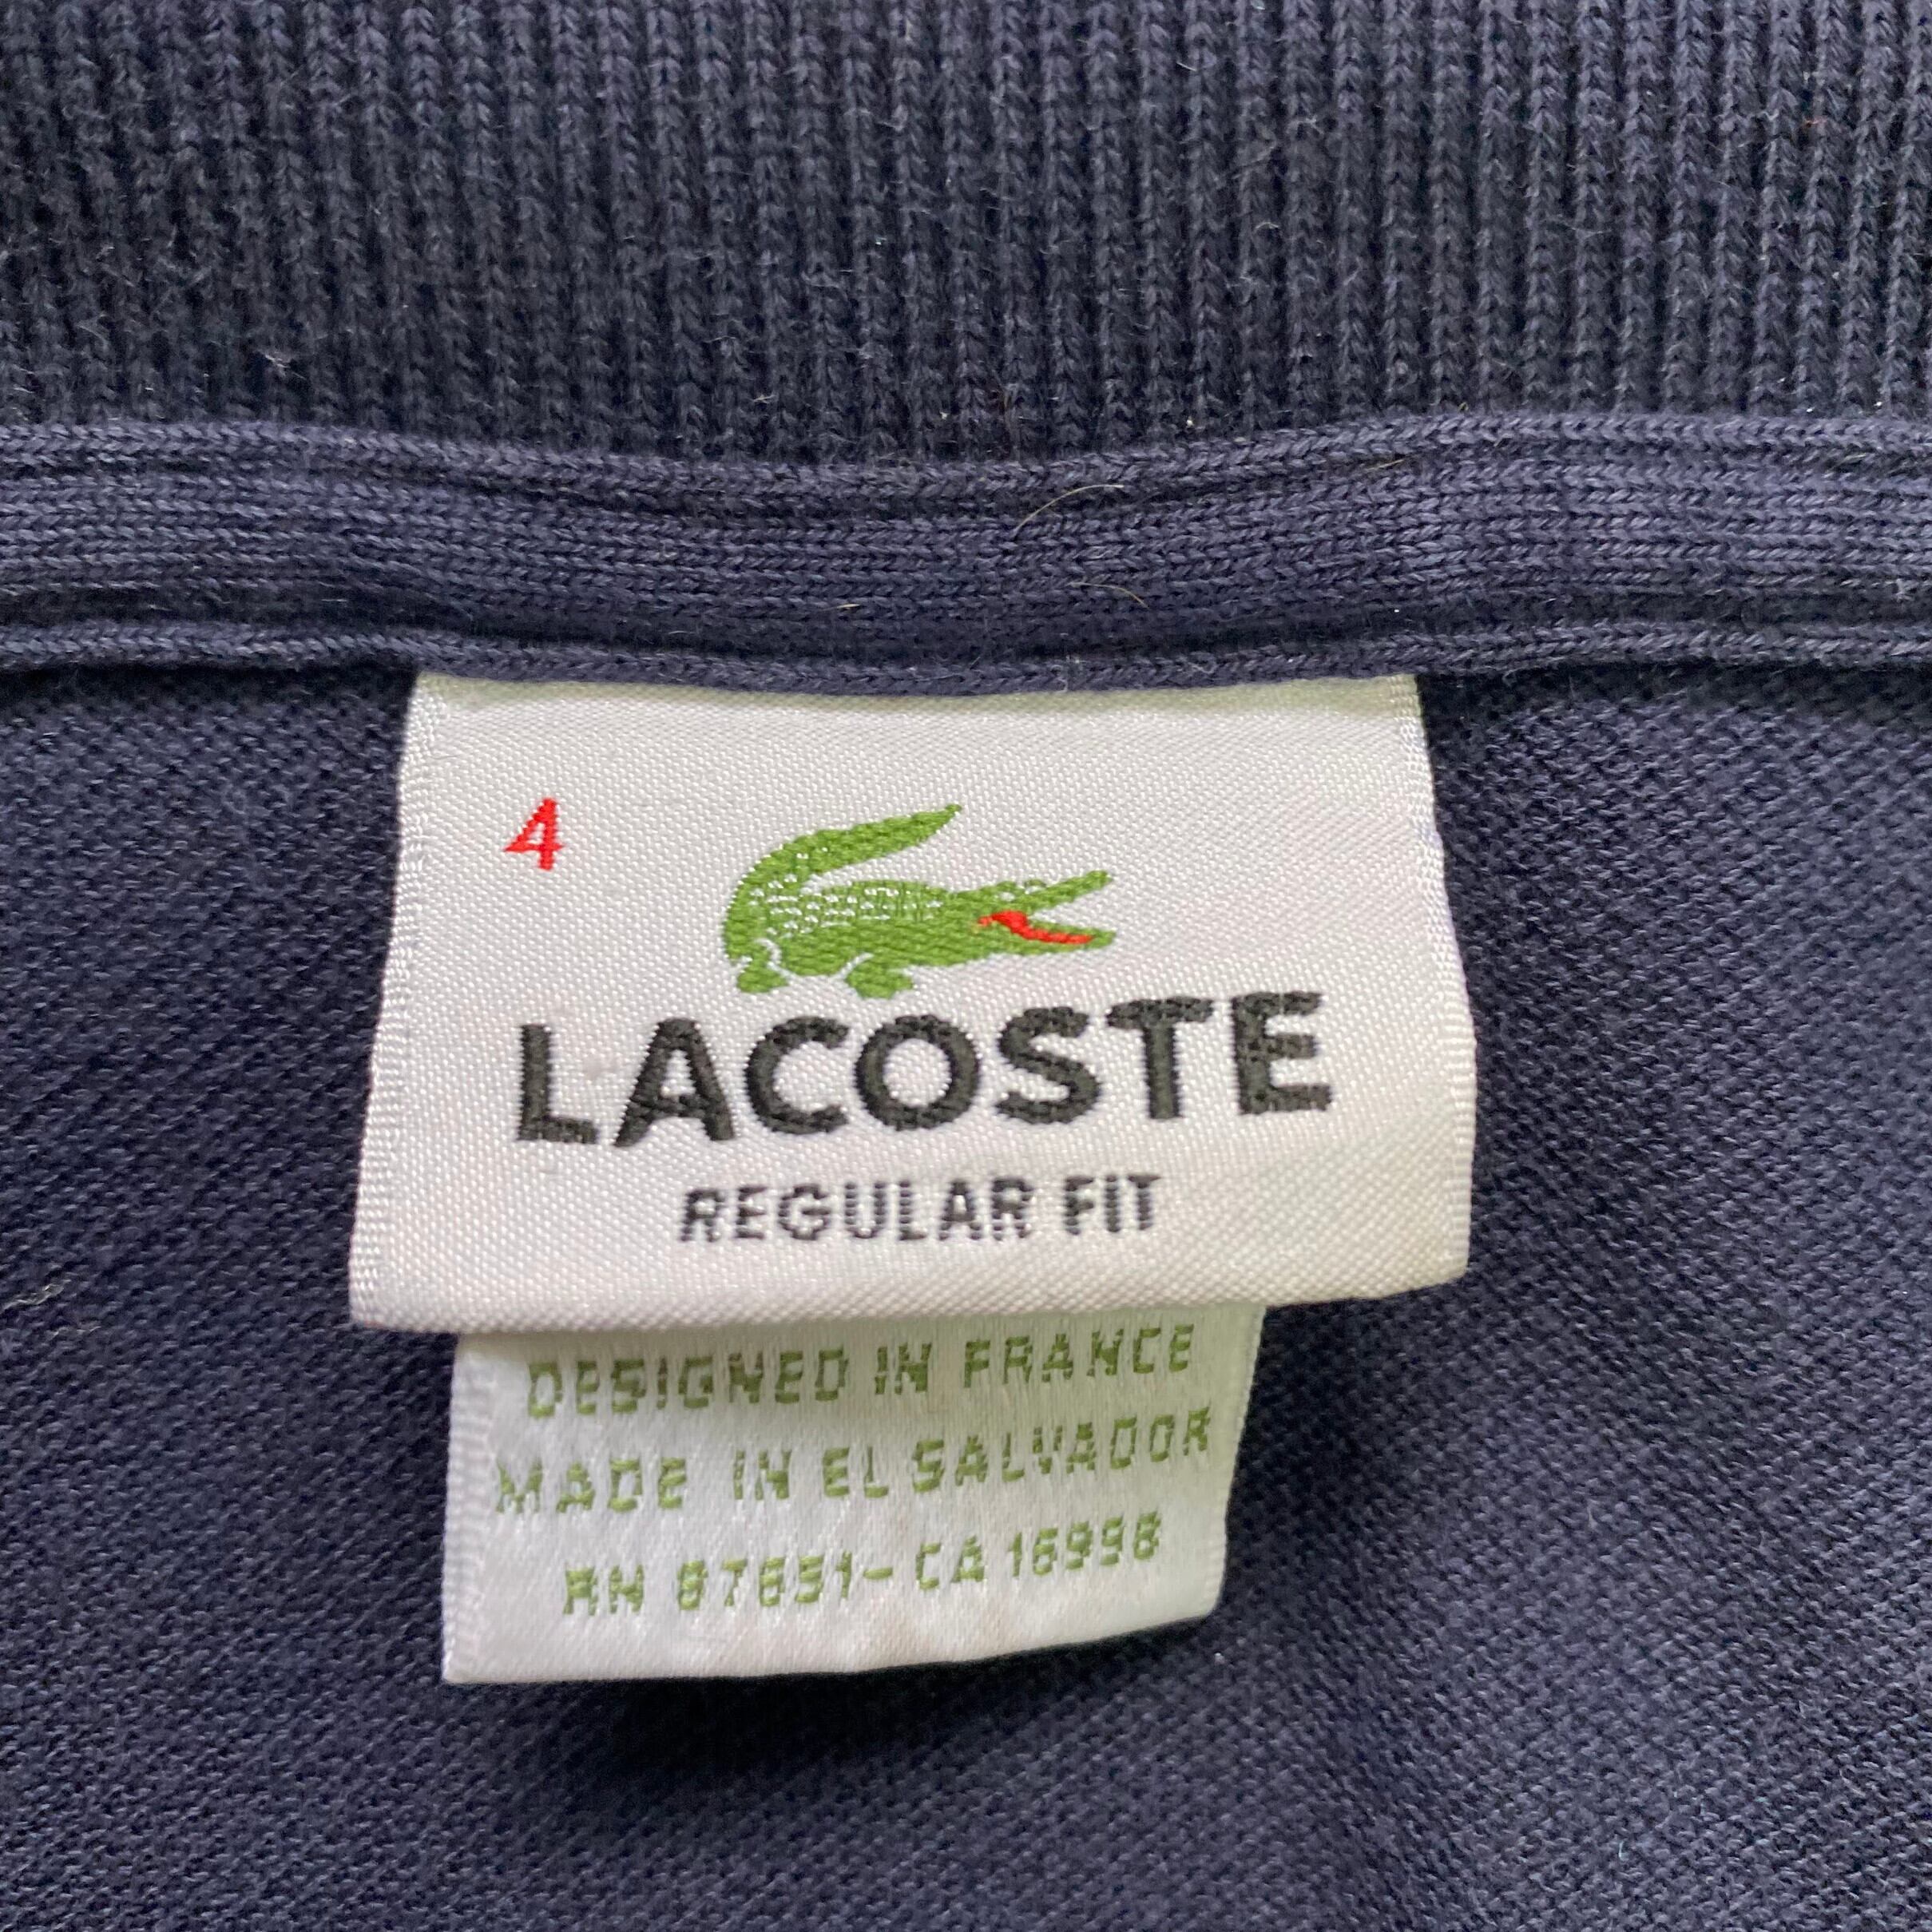 4
LACOSTE
REGULAR FIT
DESIGNED IN FRANCE
MADE IN EL SALVADOR
RN 87651-CA 16998